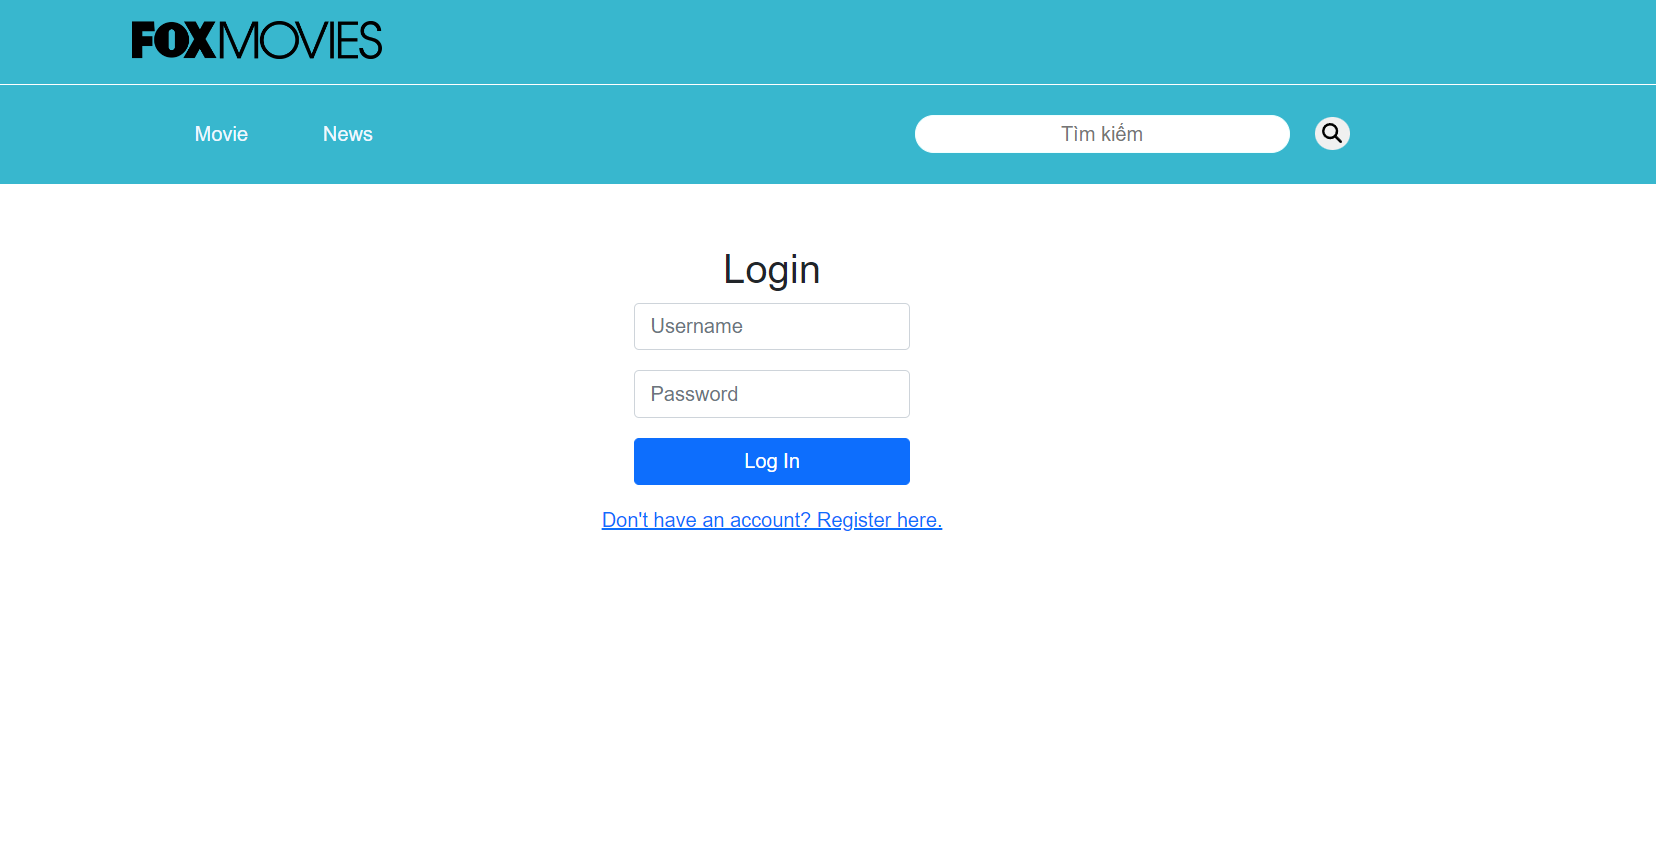 FOXMOVIES
Movie
News
Tìm kiếm
Login
Username
Password
Log In
Don't have an account? Register here.